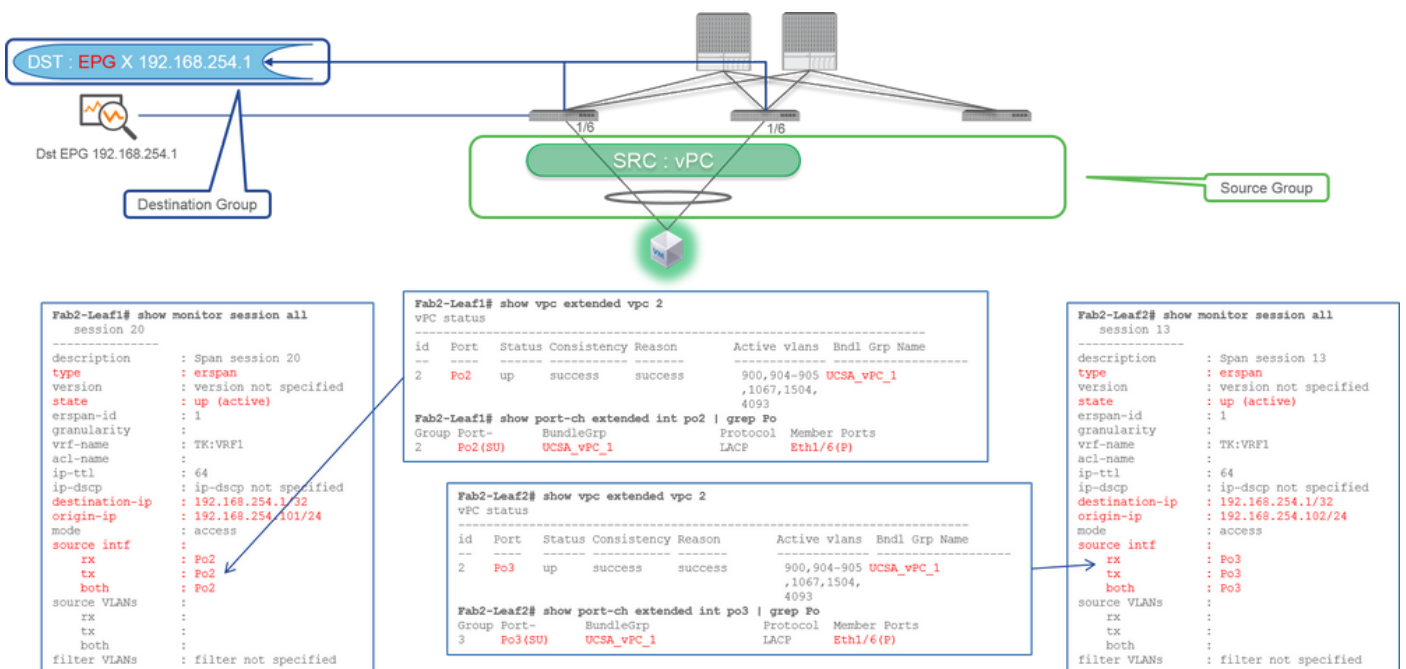 DST : EPG X 192.168.254.1
Dst EPG 192.168.254.1
Destination Group
1/6
1/6
SRC : vPC
Source Group
VM
Fab2-Leaf1# show monitor session all
session 20
---------------
description : Span session 20
type : erspan
version : version not specified
state : up (active)
erspan-id : 1
granularity :
vrf-name : TK:VRF1
acl-name :
ip-ttl : 64
ip-dscp : ip-dscp not specified
destination-ip : 192.168.254.1/32
origin-ip : 192.168.254.101/24
mode : access
source intf :
rx : Po2
tx : Po2
both : Po2
source VLANs :
rx :
tx :
both :
filter VLANs : filter not specified
Fab2-Leaf1# show vpc extended vpc 2
vPC status
---------------------------------------------------------------------------
id Port Status Consistency Reason Active vlans Bndl Grp Name
-- ---- ------ ----------- ------- ------------- --------------------
2 Po2 up success success 900,904-905 UCSA_vPC_1
,1067,1504,
4093
Fab2-Leaf1# show port-ch extended int po2 | grep Po
Group Port- BundleGrp Protocol Member Ports
2 Po2(SU) UCSA_vPC_1 LACP Eth1/6(P)
Fab2-Leaf2# show vpc extended vpc 2
vPC status
---------------------------------------------------------------------------
id Port Status Consistency Reason Active vlans Bndl Grp Name
-- ---- ------ ----------- ------- ------------- --------------------
2 Po3 up success success 900,904-905 UCSA_vPC_1
,1067,1504,
4093
Fab2-Leaf2# show port-ch extended int po3 | grep Po
Group Port- BundleGrp Protocol Member Ports
3 Po3(SU) UCSA_vPC_1 LACP Eth1/6(P)
Fab2-Leaf2# show monitor session all
session 13
---------------
description : Span session 13
type : erspan
version : version not specified
state : up (active)
erspan-id : 1
granularity :
vrf-name : TK:VRF1
acl-name :
ip-ttl : 64
ip-dscp : ip-dscp not specified
destination-ip : 192.168.254.1/32
origin-ip : 192.168.254.102/24
mode : access
source intf :
rx : Po3
tx : Po3
both : Po3
source VLANs :
rx :
tx :
both :
filter VLANs : filter not specified